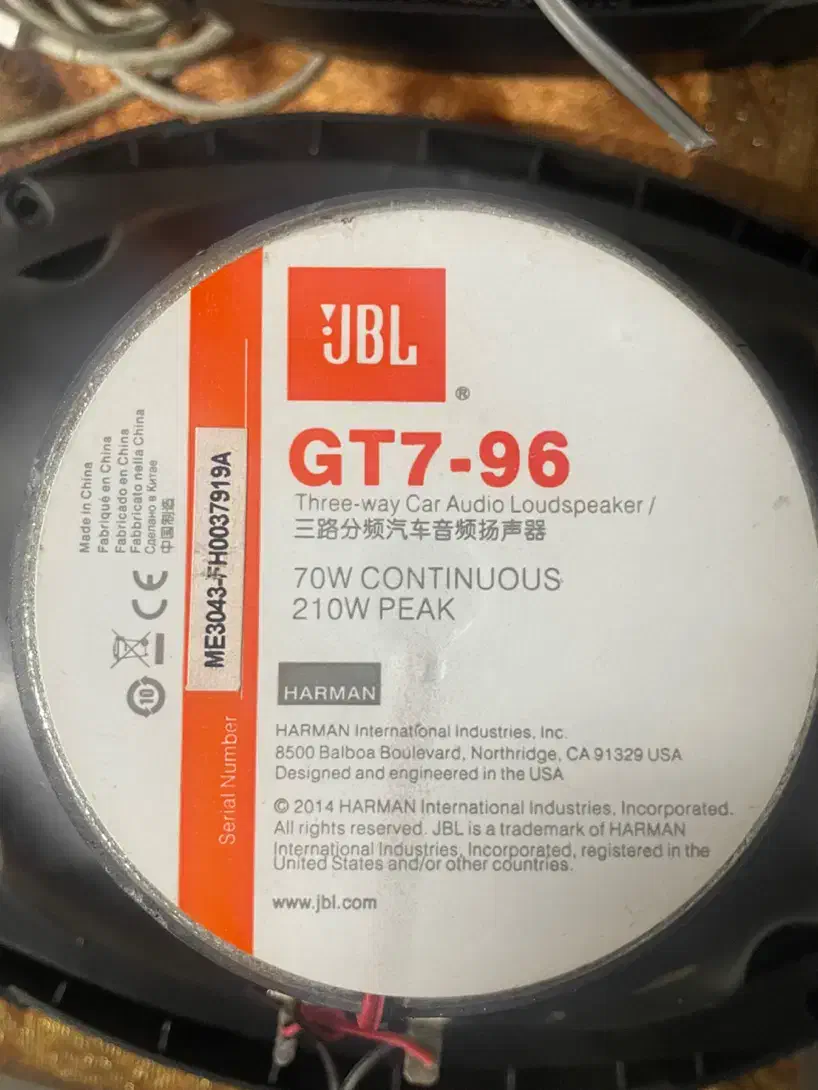 JBL
®
GT7-96
Three-way Car Audio Loudspeaker /
三路分频汽车音频扬声器
70W CONTINUOUS
210W PEAK
HARMAN
HARMAN International Industries, Inc.
8500 Balboa Boulevard, Northridge, CA 91329 USA
Designed and engineered in the USA
© 2014 HARMAN International Industries, Incorporated.
All rights reserved. JBL is a trademark of HARMAN
International Industries, Incorporated, registered in the
United States and/or other countries.
www.jbl.com
Serial Number
ME3043-FH0037919A
Made in China
Fabriqué en China
Fabricado en China
Fabbricato nella China
Сделано в Китае
中国制造
CE
10